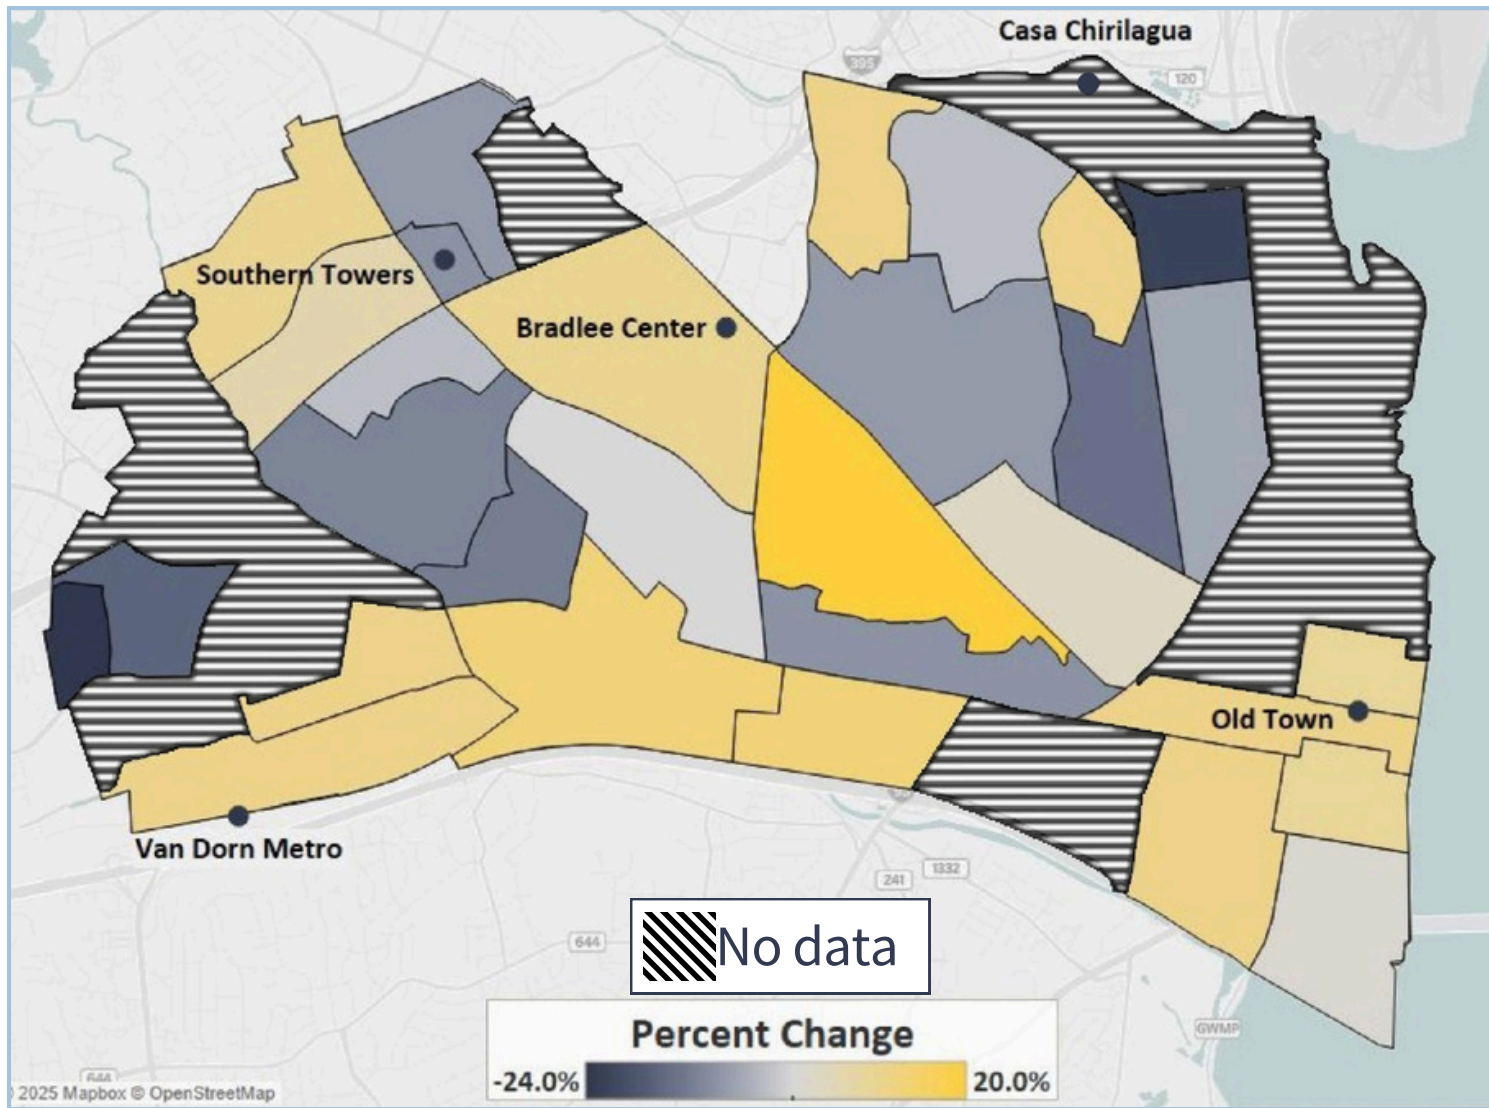 Casa Chirilagua
395
120
Southern Towers
Bradlee Center
Old Town
Van Dorn Metro
1332
241
644
No data
Percent Change
-24.0%
20.0%
GWMP
644
2025 Mapbox © OpenStreetMap